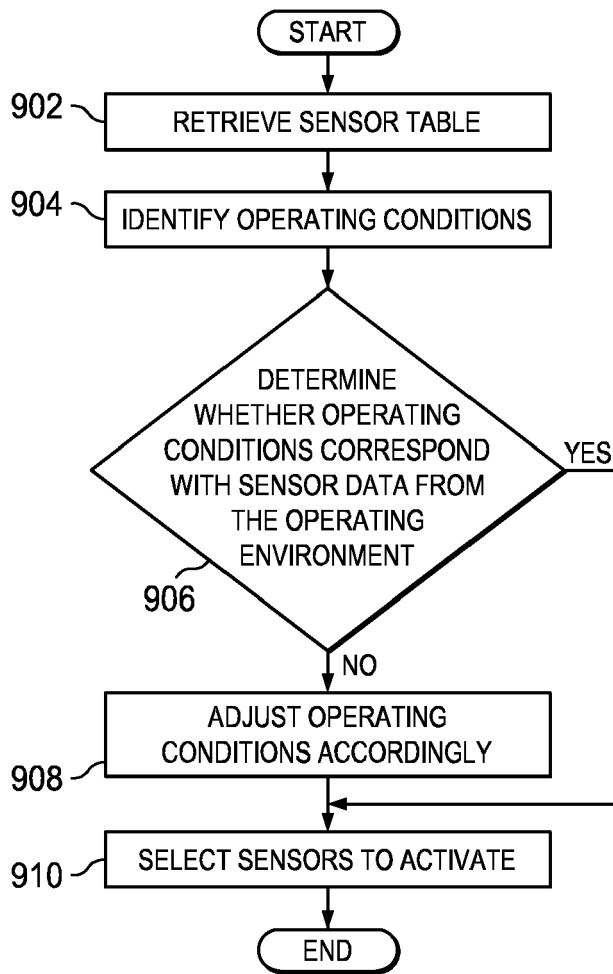 START
902
RETRIEVE SENSOR TABLE
904
IDENTIFY OPERATING CONDITIONS
DETERMINE
WHETHER OPERATING
CONDITIONS CORRESPOND
WITH SENSOR DATA FROM
THE OPERATING
ENVIRONMENT
YES
906
NO
ADJUST OPERATING
CONDITIONS ACCORDINGLY
908
SELECT SENSORS TO ACTIVATE
910
END